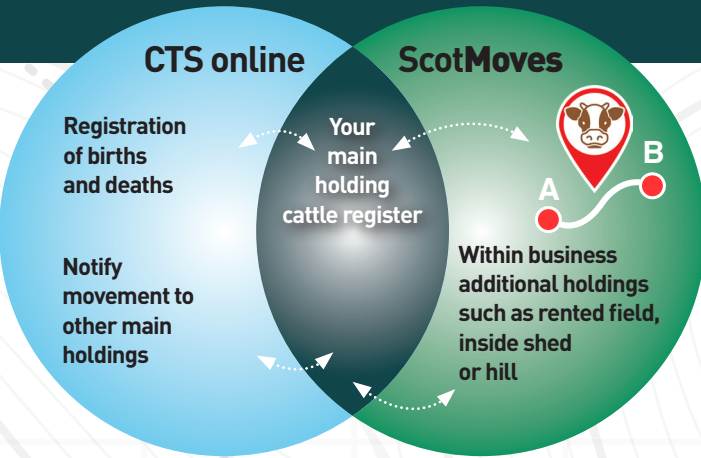 CTS online
ScotMoves
Registration
of births
and deaths
Notify
movement to
other main
holdings
Your
main
holding
cattle register
A
B
Within business
additional holdings
such as rented field,
inside shed
or hill